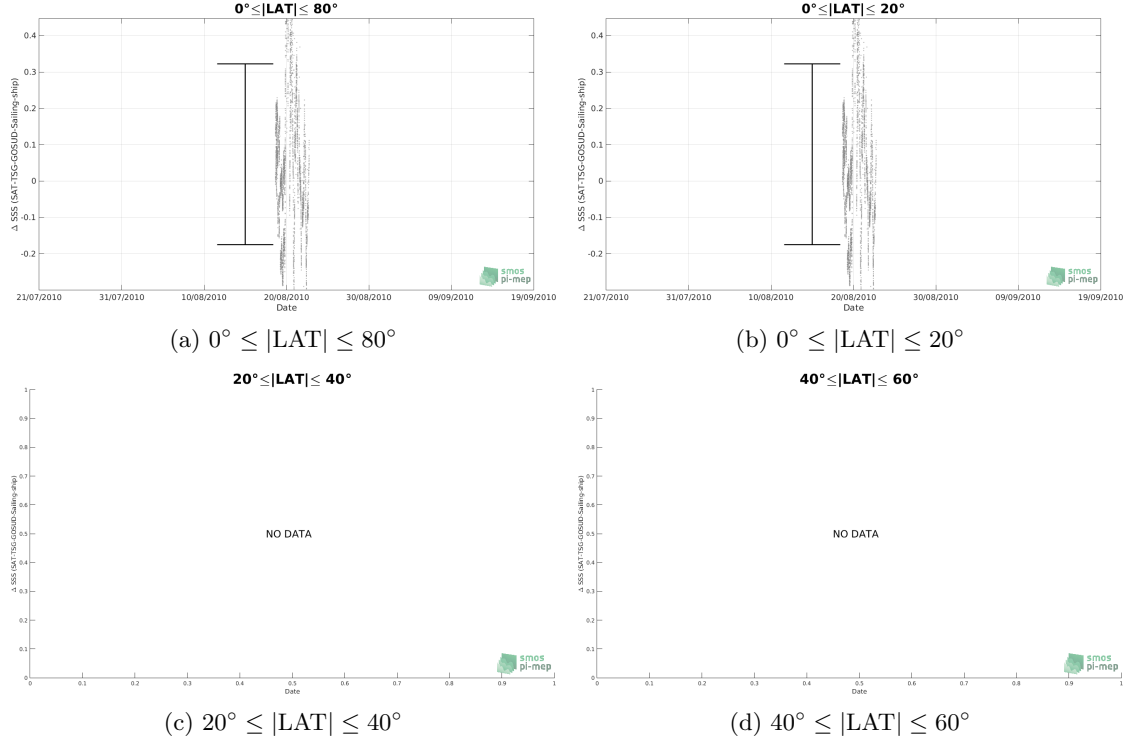 0°≤|LAT|≤ 80°
0.4
0.3
0.2
0.1
0
-0.1
-0.2
Δ SSS (SAT-TSG-GOSUD-Sailing-ship)
21/07/2010 31/07/2010 10/08/2010 20/08/2010 30/08/2010 09/09/2010 19/09/2010
Date
smos
pi-mep
(a) 0° ≤ |LAT| ≤ 80°
0°≤|LAT|≤ 20°
0.4
0.3
0.2
0.1
0
-0.1
-0.2
Δ SSS (SAT-TSG-GOSUD-Sailing-ship)
21/07/2010 31/07/2010 10/08/2010 20/08/2010 30/08/2010 09/09/2010 19/09/2010
Date
smos
pi-mep
(b) 0° ≤ |LAT| ≤ 20°
20°≤|LAT|≤ 40°
1
0.9
0.8
0.7
0.6
0.5
0.4
0.3
0.2
0.1
0
Δ SSS (SAT-TSG-GOSUD-Sailing-ship)
NO DATA
0 0.1 0.2 0.3 0.4 0.5 0.6 0.7 0.8 0.9 1
Date
smos
pi-mep
(c) 20° ≤ |LAT| ≤ 40°
40°≤|LAT|≤ 60°
1
0.9
0.8
0.7
0.6
0.5
0.4
0.3
0.2
0.1
0
Δ SSS (SAT-TSG-GOSUD-Sailing-ship)
NO DATA
0 0.1 0.2 0.3 0.4 0.5 0.6 0.7 0.8 0.9 1
Date
smos
pi-mep
(d) 40° ≤ |LAT| ≤ 60°